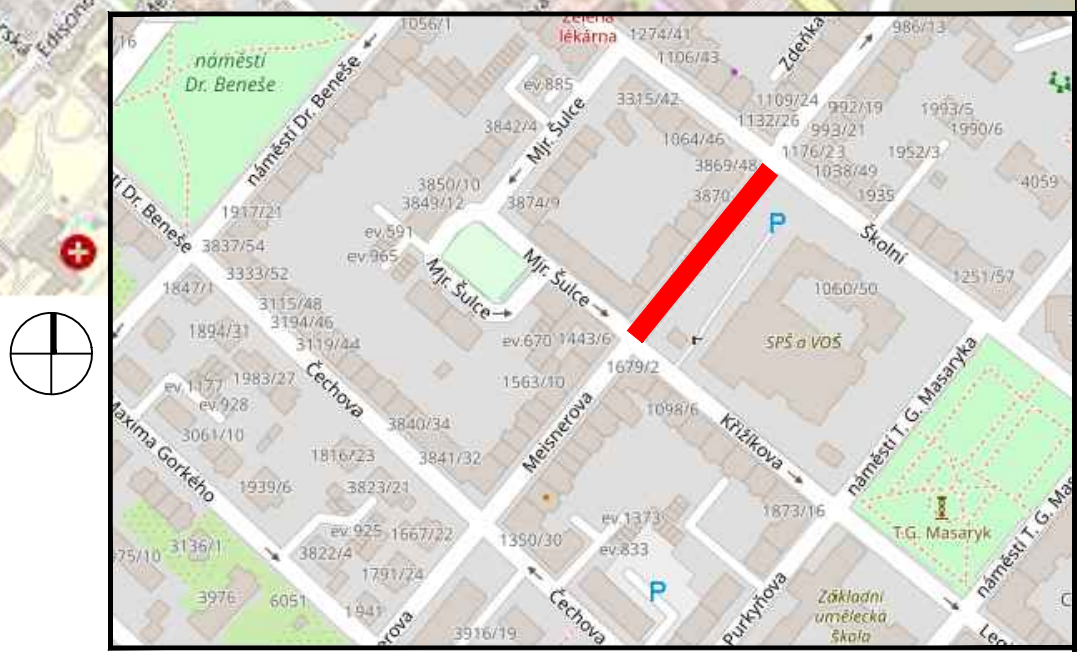 Edisono
1056/1
Zelená
lékárna
1274/41
1106/43
Zdeňka
986/13
/16
náměstí
Dr. Beneše
náměstí Dr. Beneše
ev.885
3842/4
Mjr. Šulce
3315/42
1064/46
1109/24
1132/26
992/19
993/21
1993/5
1990/6
3869/48
1176/23
1038/49
1952/3
4059
3850/10
3849/12
3874/9
3870
P
1935
Školní
1917/21
3837/54
ev.591
ev.965
Mjr. Šulce
Mjr. Šulce
1251/57
1060/50
SPŠ a VOŠ
3333/52
1847/1
3115/48
3194/46
3119/44
1894/31
ev.670
1443/6
1679/2
ev.1177
1983/27
ev.928
Čechova
1563/10
Meisnerova
1098/6
Křižíkova
náměstí T. G. Masaryka
3061/10
Maxima Gorkého
3840/34
3841/32
1816/23
3823/21
1939/6
ev.1373
1873/16
T.G. Masaryk
ev.925
1667/22
3822/4
1350/30
ev.833
3136/1
975/10
1791/24
3976
6051
1941
P
Čechova
Purkyňova
Základní
umělecká
škola
3916/19
erova